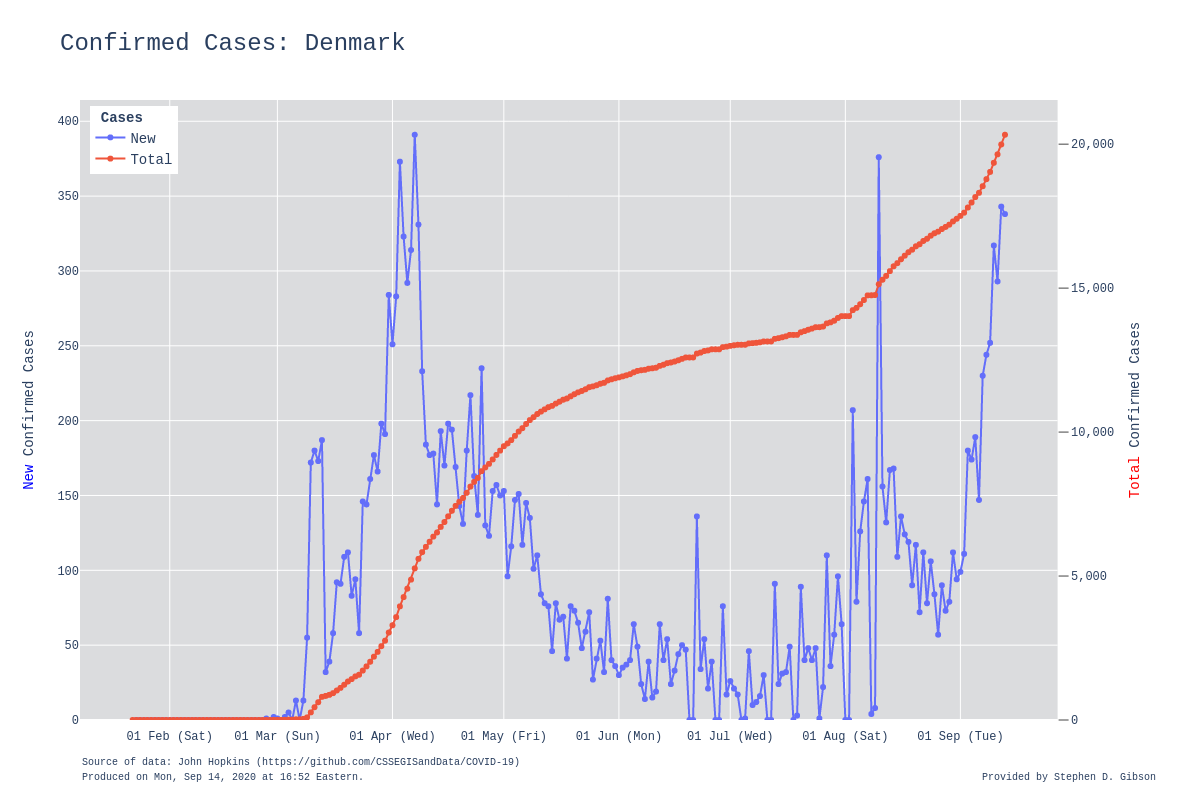 Confirmed Cases: Denmark
Cases
New
Total
400
350
300
250
200
150
100
50
0
20,000
15,000
10,000
5,000
0
New Confirmed Cases
Total Confirmed Cases
01 Feb (Sat)
01 Mar (Sun)
01 Apr (Wed)
01 May (Fri)
01 Jun (Mon)
01 Jul (Wed)
01 Aug (Sat)
01 Sep (Tue)
Source of data: John Hopkins (https://github.com/CSSEGISandData/COVID-19)
Produced on Mon, Sep 14, 2020 at 16:52 Eastern.
Provided by Stephen D. Gibson